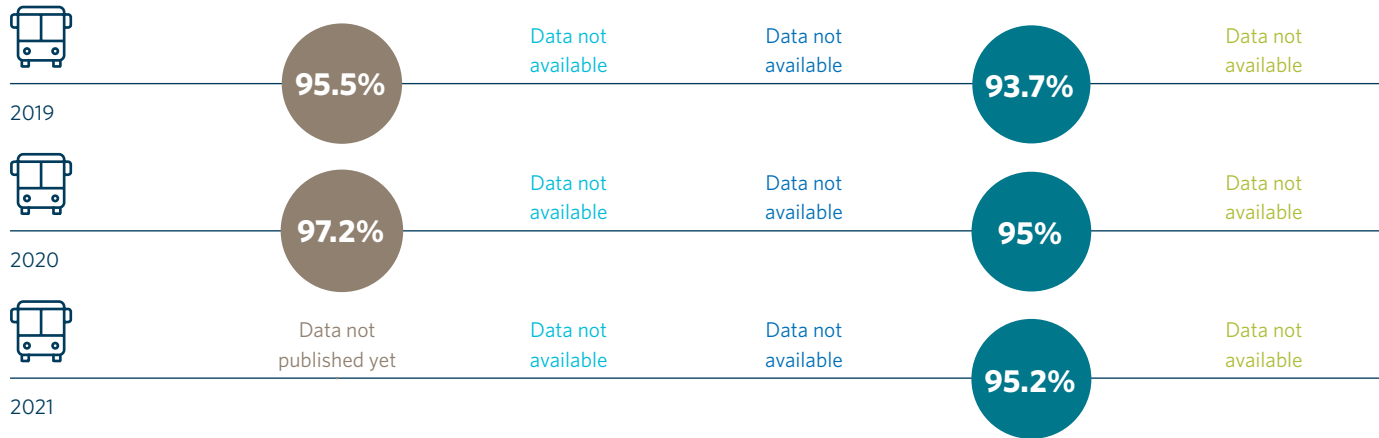 95.5%
Data not
available
Data not
available
93.7%
Data not
available
2019
97.2%
Data not
available
Data not
available
95%
Data not
available
2020
Data not
published yet
Data not
available
Data not
available
95.2%
Data not
available
2021